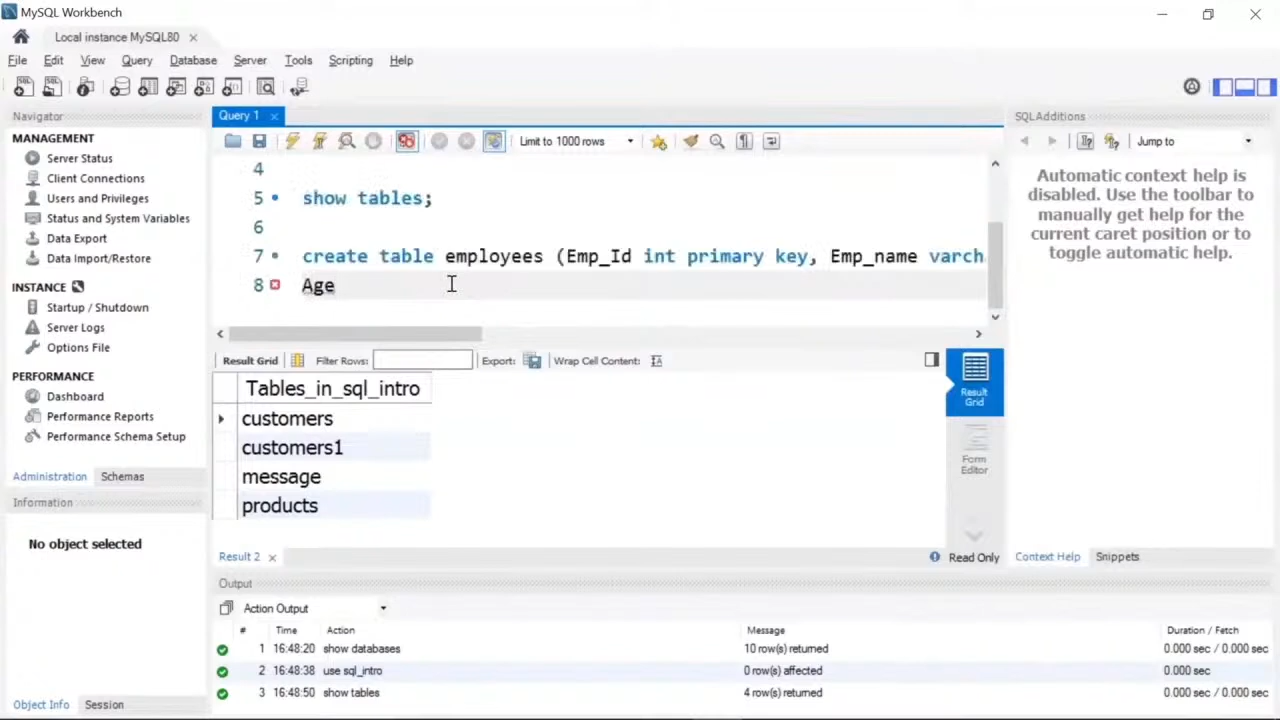 MySQL Workbench
Local instance MySQL80
File Edit View Query Database Server Tools Scripting Help
Navigator
MANAGEMENT
Server Status
Client Connections
Users and Privileges
Status and System Variables
Data Export
Data Import/Restore
INSTANCE
Startup / Shutdown
Server Logs
Options File
PERFORMANCE
Dashboard
Performance Reports
Performance Schema Setup
Administration Schemas
Information
No object selected
Object Info Session
Query 1
Limit to 1000 rows
4
5 show tables;
6
7 create table employees (Emp_Id int primary key, Emp_name varch
8 Age
Result Grid Filter Rows: Export: Wrap Cell Content:
Tables_in_sql_intro
customers
customers1
message
products
Result Grid
Form Editor
Result 2 Read Only
Output
Action Output
# Time Action Message Duration / Fetch
1 16:48:20 show databases 10 row(s) returned 0.000 sec / 0.000 sec
2 16:48:38 use sql_intro 0 row(s) affected 0.000 sec
3 16:48:50 show tables 4 row(s) returned 0.000 sec / 0.000 sec
SQLAdditions
Jump to
Automatic context help is
disabled. Use the toolbar to
manually get help for the
current caret position or to
toggle automatic help.
Context Help Snippets